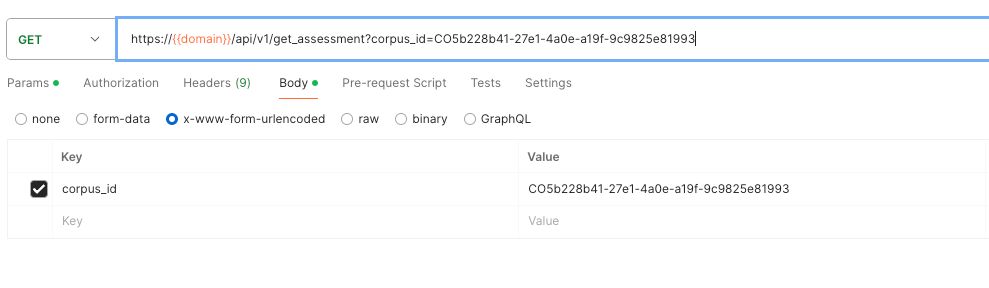 GET https://{{domain}}/api/v1/get_assessment?corpus_id=CO5b228b41-27e1-4a0e-a19f-9c9825e81993
Params Authorization Headers (9) Body Pre-request Script Tests Settings
none form-data x-www-form-urlencoded raw binary GraphQL
Key Value
corpus_id CO5b228b41-27e1-4a0e-a19f-9c9825e81993
Key Value